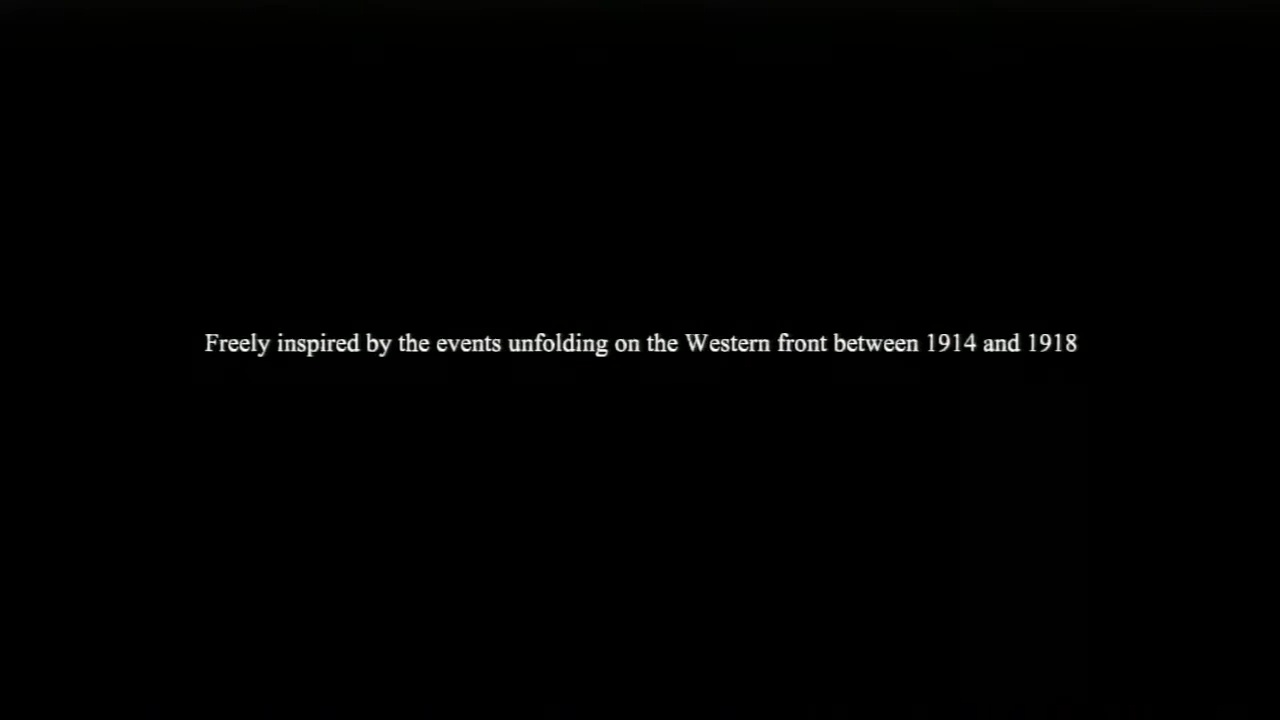 Freely inspired by the events unfolding on the Western front between 1914 and 1918